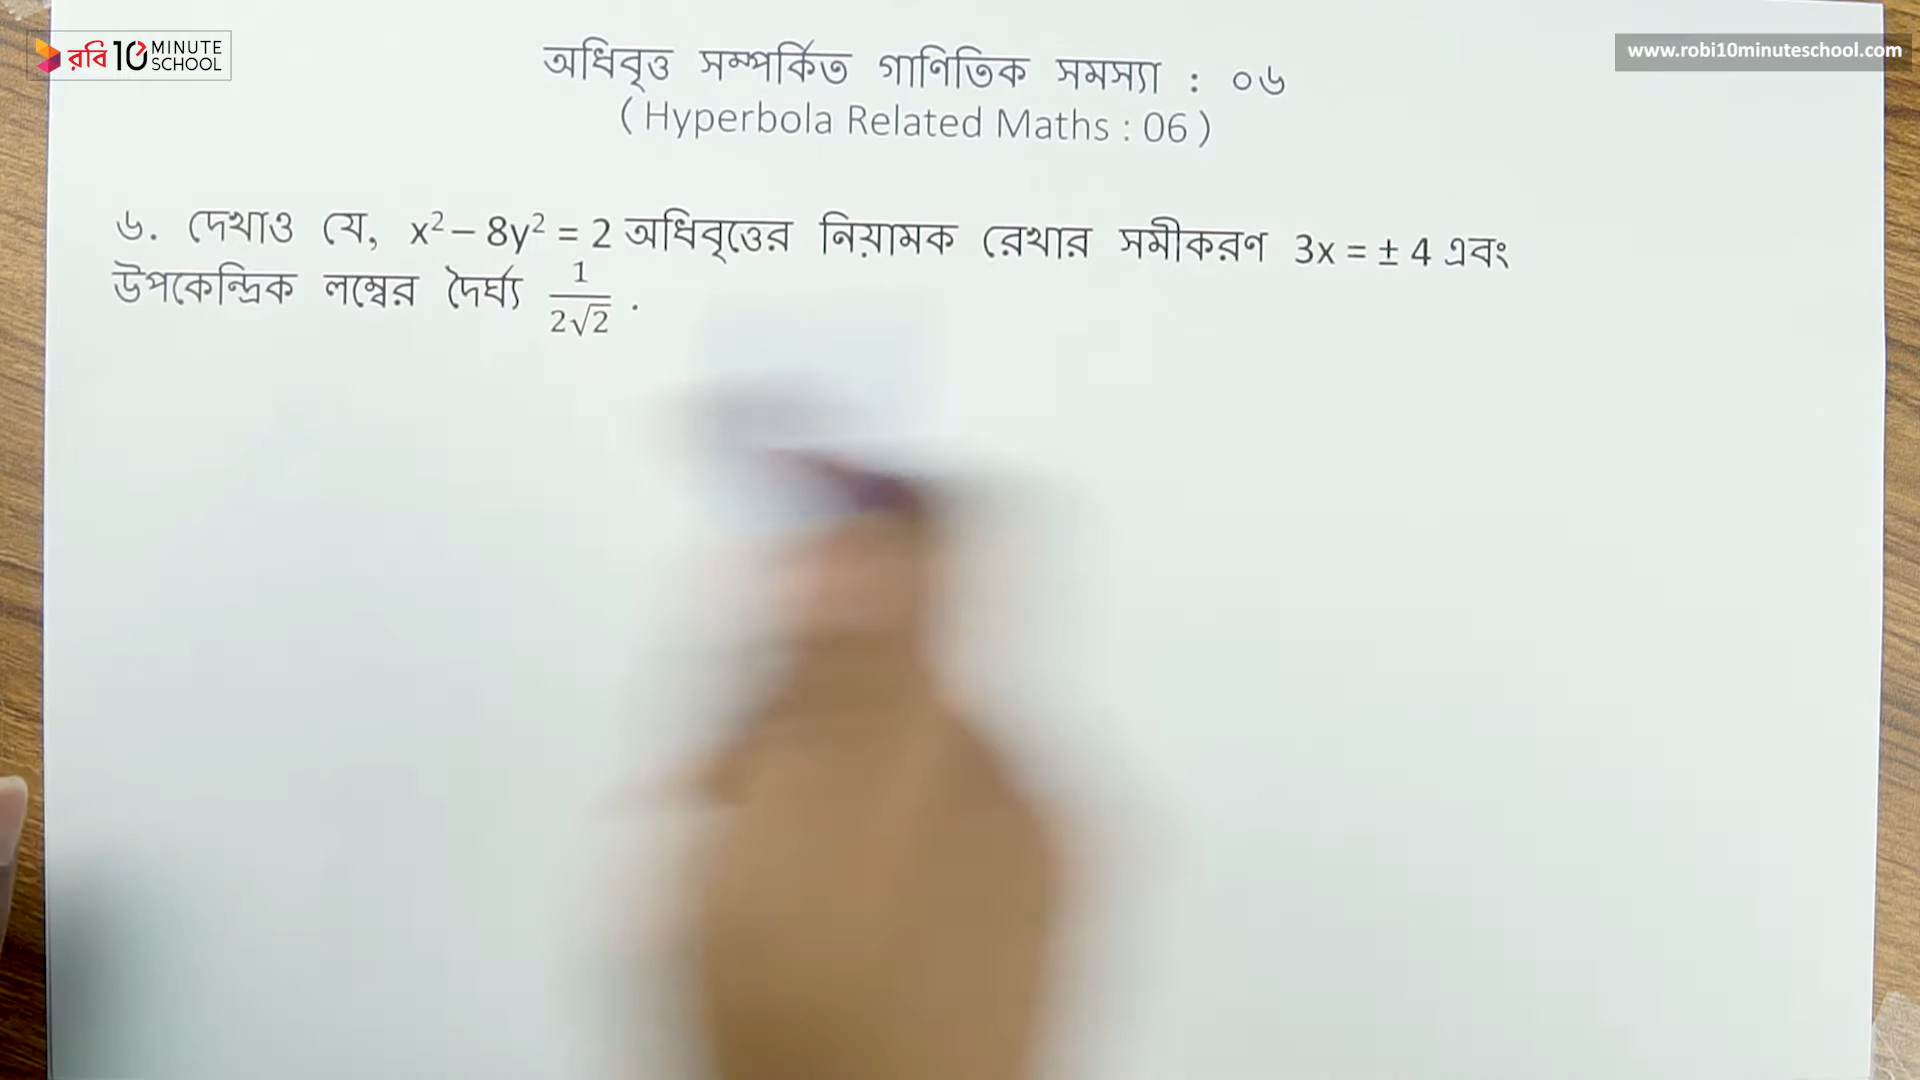 রবি 10 MINUTE SCHOOL
www.robi10minuteschool.com
অধিবৃত্ত সম্পর্কিত গাণিতিক সমস্যা : ০৬
( Hyperbola Related Maths : 06 )
৬. দেখাও যে, x² – 8y² = 2 অধিবৃত্তের নিয়ামক রেখার সমীকরণ 3x = ± 4 এবং
উপকেন্দ্রিক লম্বের দৈর্ঘ্য 1/2√2 .